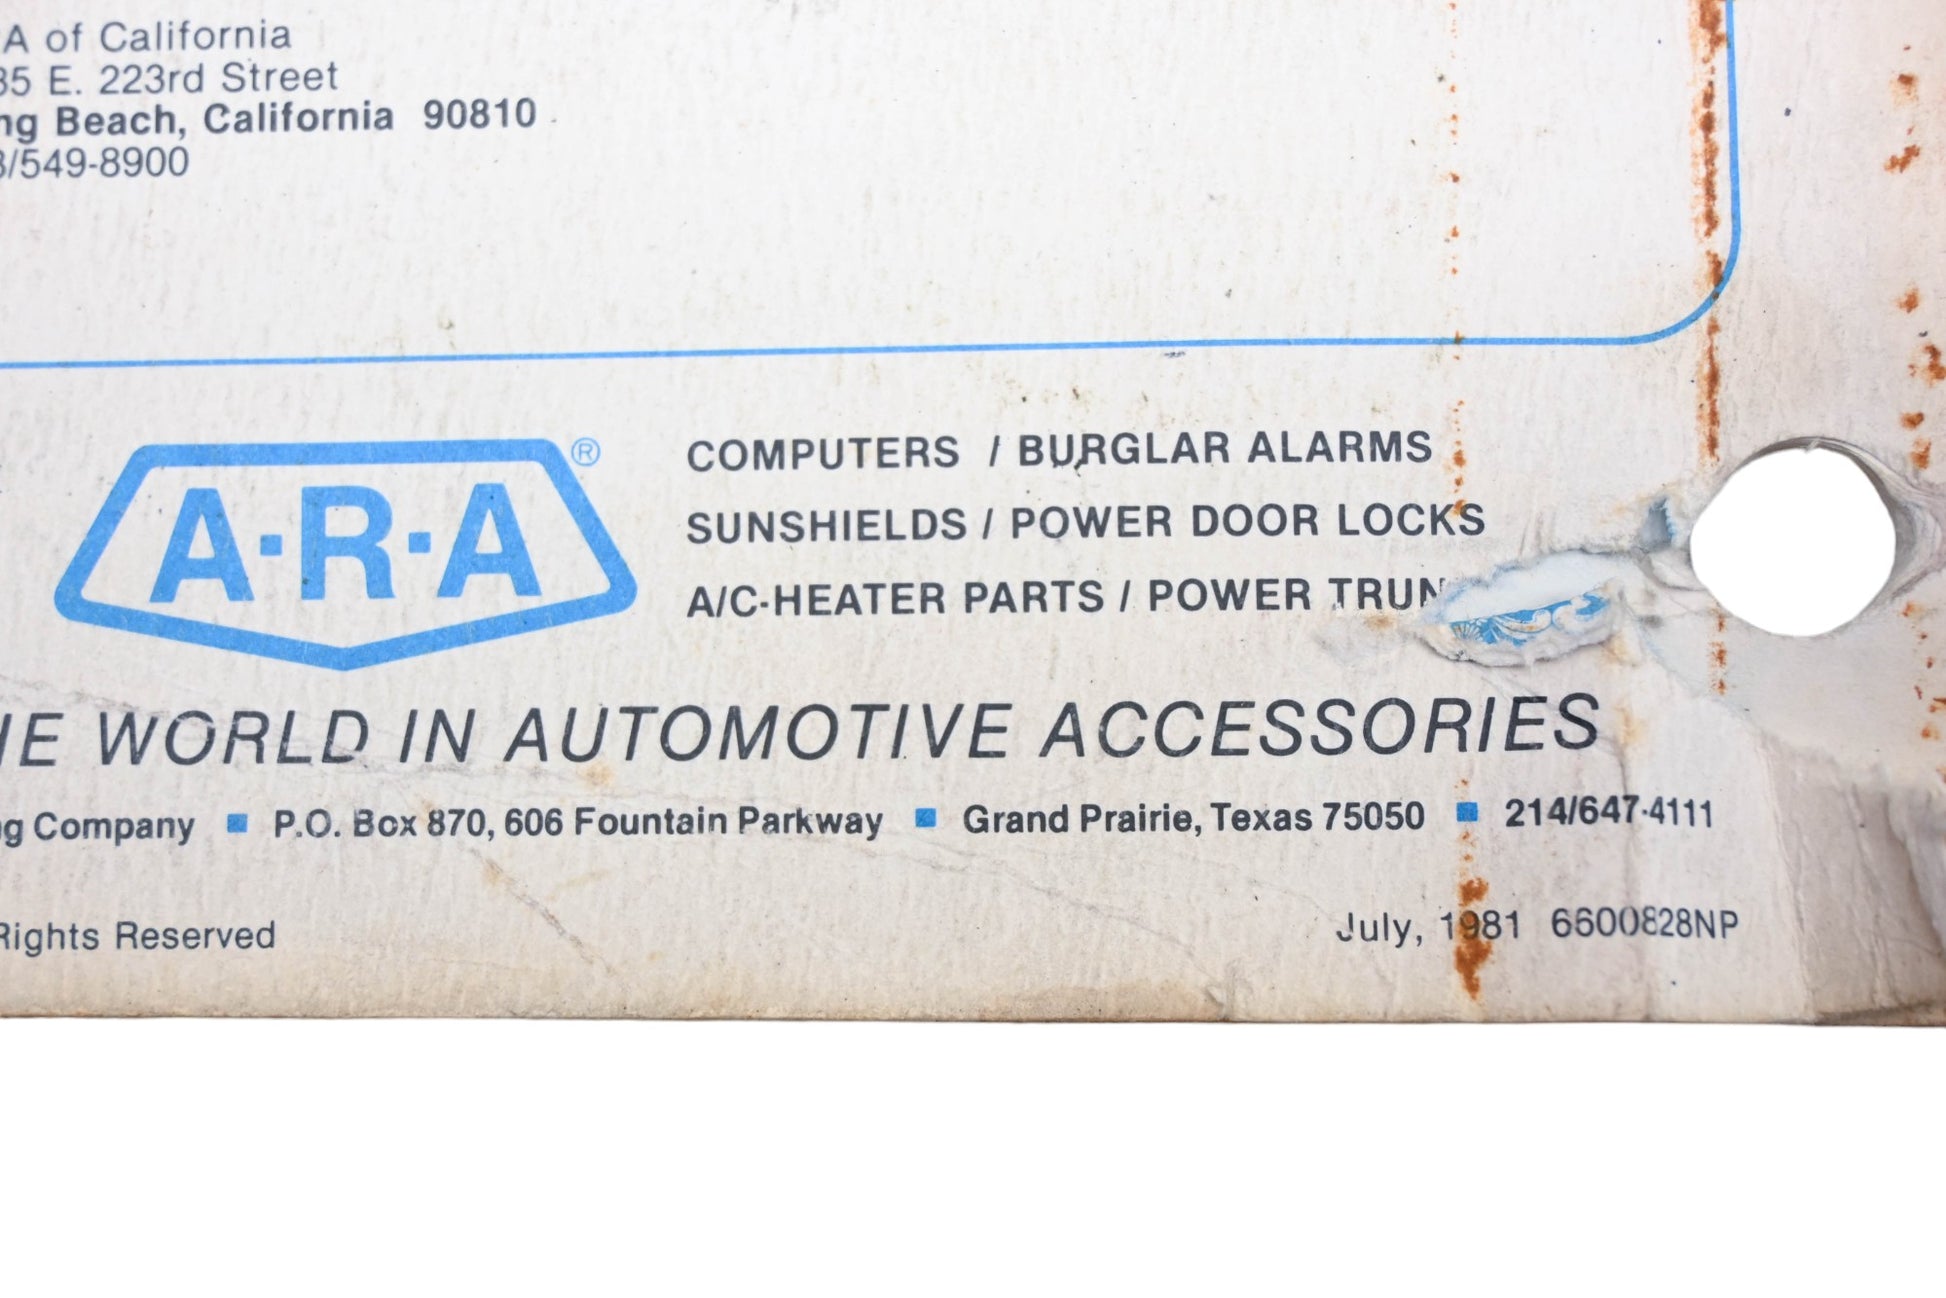 A of California
35 E. 223rd Street
ng Beach, California 90810
3/549-8900
A·R·A®
COMPUTERS / BURGLAR ALARMS
SUNSHIELDS / POWER DOOR LOCKS
A/C-HEATER PARTS / POWER TRUN
HE WORLD IN AUTOMOTIVE ACCESSORIES
ng Company ■ P.O. Box 870, 606 Fountain Parkway ■ Grand Prairie, Texas 75050 ■ 214/647-4111
Rights Reserved
July, 1981 6600828NP